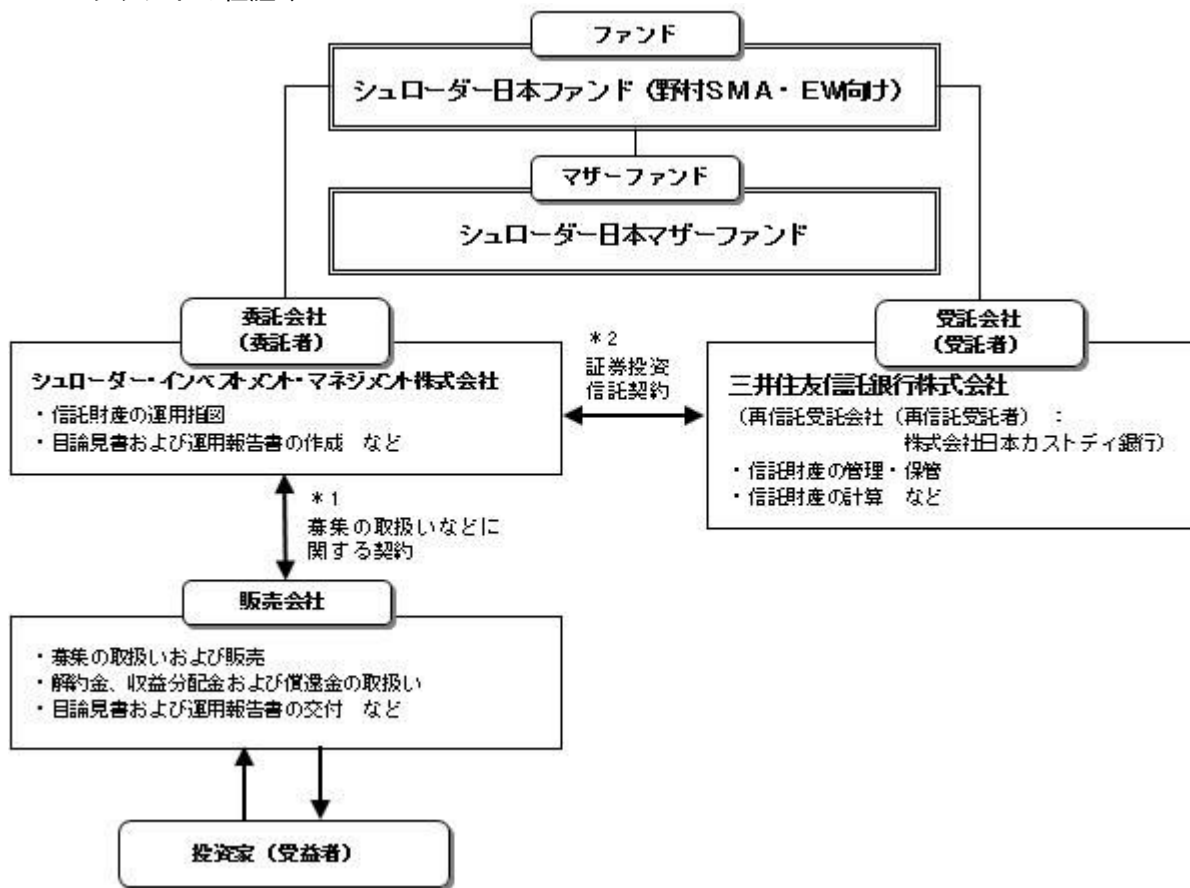 ファンド
シュローダー日本ファンド（野村SMA・EW向け）
マザーファンド
シュローダー日本マザーファンド
委託会社
（委託者）
シュローダー・インベストメント・マネジメント株式会社
・信託財産の運用指図
・目論見書および運用報告書の作成　など
＊2
証券投資
信託契約
受託会社
（受託者）
三井住友信託銀行株式会社
（再信託受託会社（再信託受託者）：
株式会社日本カストディ銀行）
・信託財産の管理・保管
・信託財産の計算　など
＊1
募集の取扱いなどに
関する契約
販売会社
・募集の取扱いおよび販売
・解約金、収益分配金および償還金の取扱い
・目論見書および運用報告書の交付　など
投資家（受益者）